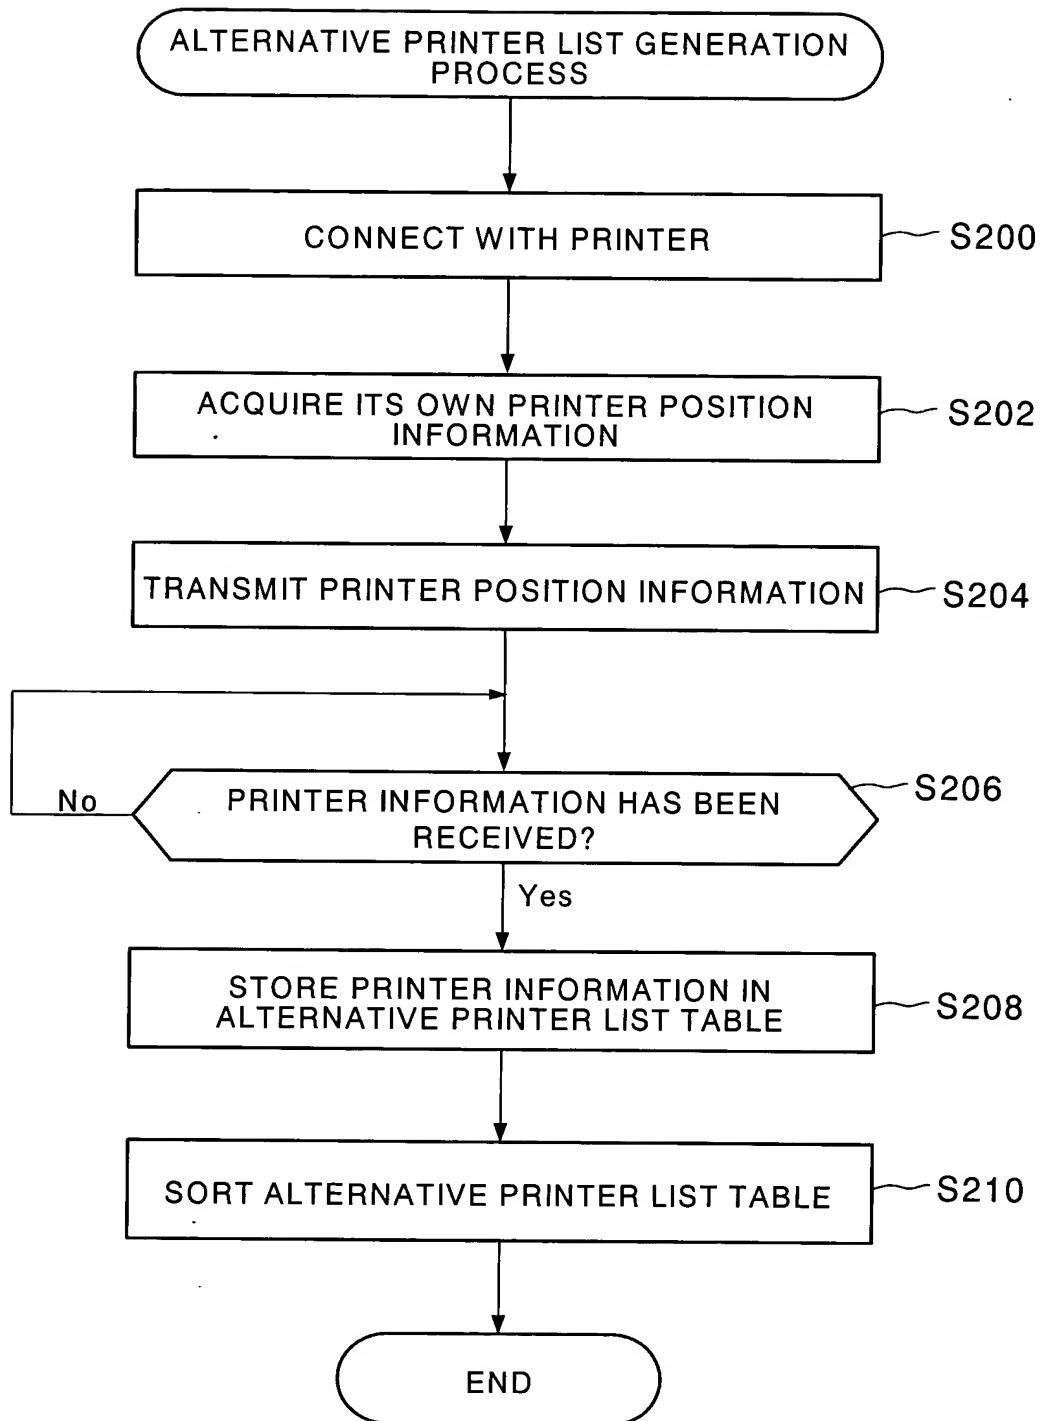 ALTERNATIVE PRINTER LIST GENERATION
PROCESS
CONNECT WITH PRINTER
S200
ACQUIRE ITS OWN PRINTER POSITION
INFORMATION
S202
TRANSMIT PRINTER POSITION INFORMATION
S204
No
PRINTER INFORMATION HAS BEEN
RECEIVED?
S206
Yes
STORE PRINTER INFORMATION IN
ALTERNATIVE PRINTER LIST TABLE
S208
SORT ALTERNATIVE PRINTER LIST TABLE
S210
END